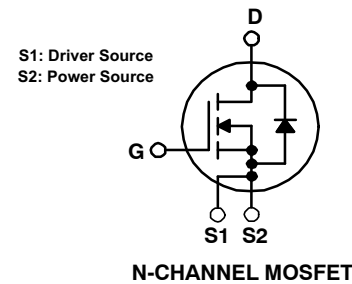 D
S1: Driver Source
S2: Power Source
G
S1 S2
N-CHANNEL MOSFET